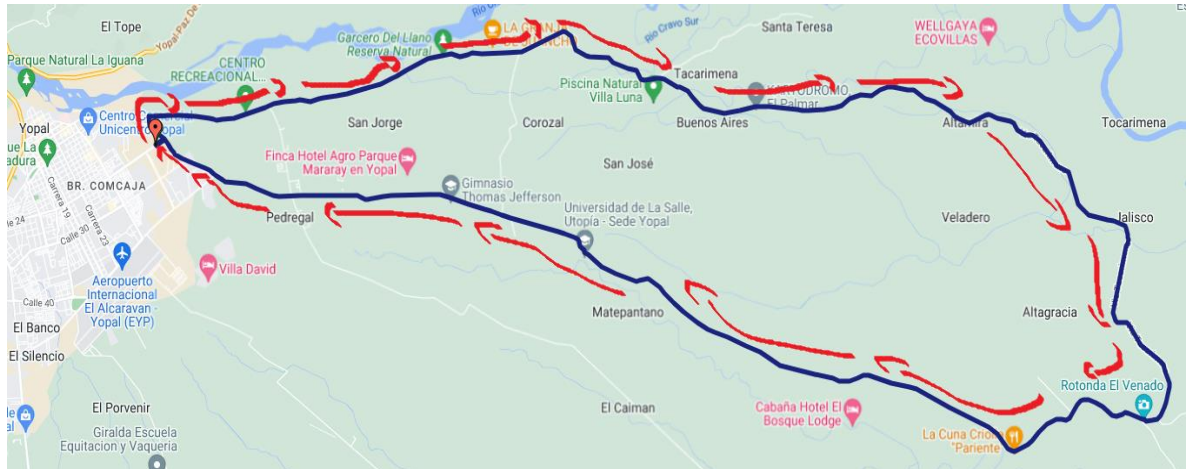 El Tope
Yopal-Paz De
Garcero Del Llano
Reserva Natural
LA GRANJA
Rio Cravo Sur
Santa Teresa
WELLGAYA
ECOVILLAS
Parque Natural La Iguana
CENTRO
RECREACIONAL...
Tacarimena
Piscina Natural
Villa Luna
El Palmar
Yopal
Centro Comercial
Unicentro Yopal
San Jorge
Corozal
Buenos Aires
Altamira
Tocarimena
ue La
adura
Finca Hotel Agro Parque
Mararay en Yopal
San José
BR. COMCAJA
Carrera 19
Carrera 23
Gimnasio
Thomas Jefferson
Universidad de La Salle,
Utopía - Sede Yopal
Calle 24
Calle 30
Pedregal
Veladero
Jalisco
Villa David
Aeropuerto
Internacional
El Alcaravan -
Yopal (EYP)
Calle 40
El Banco
Matepantano
Altagracia
El Silencio
Rotonda El Venado
El Porvenir
El Caiman
Cabaña Hotel El
Bosque Lodge
La Cuna Criolla
"Pariente
Giralda Escuela
Equitacion y Vaqueria